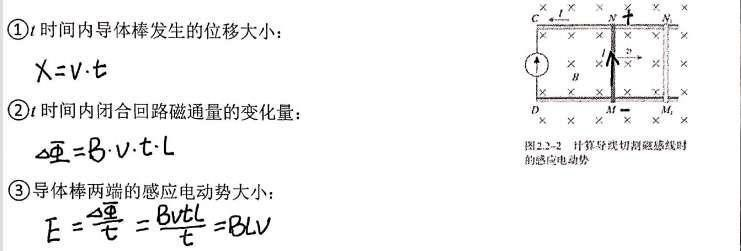 ①t 时间内导体棒发生的位移大小：
X=v·t
②t 时间内闭合回路磁通量的变化量：
ΔΦ=B·v·t·L
③导体棒两端的感应电动势大小：
E=ΔΦ/t=BvtL/t=BLV
C I N + N₁
I v
B
D M - M₁
图2.2-2 计算导线切割磁感线时
的感应电动势